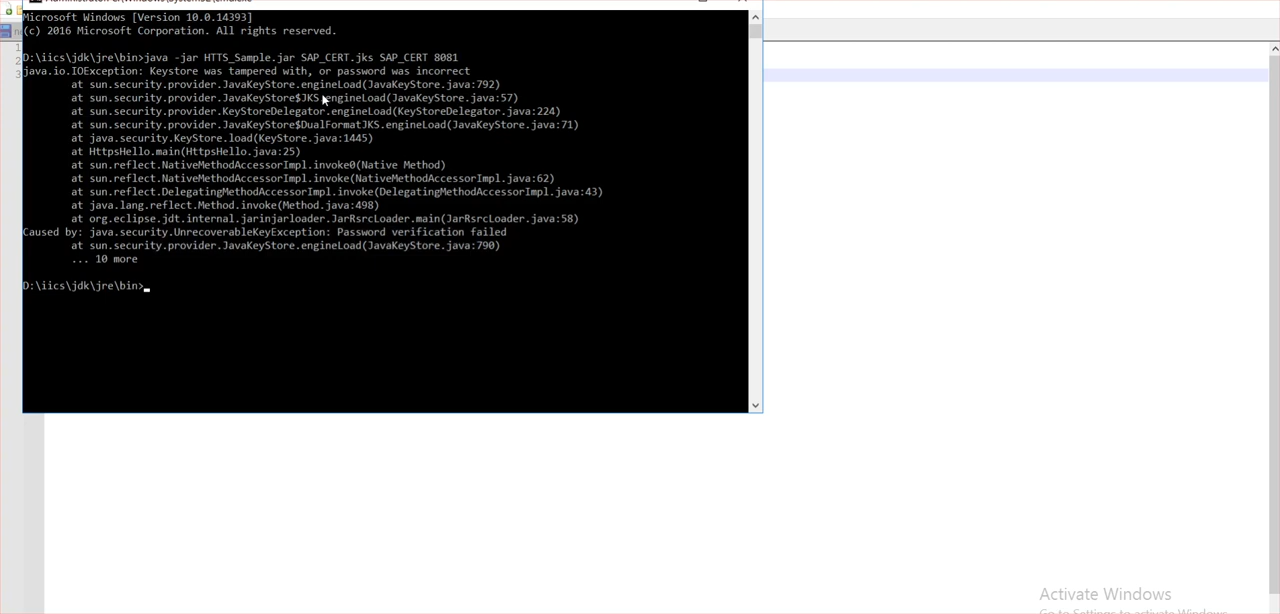 Microsoft Windows [Version 10.0.14393]
(c) 2016 Microsoft Corporation. All rights reserved.
D:\iics\jdk\jre\bin>java -jar HTTS_Sample.jar SAP_CERT.jks SAP_CERT 8081
java.io.IOException: Keystore was tampered with, or password was incorrect
at sun.security.provider.JavaKeyStore.engineLoad(JavaKeyStore.java:792)
at sun.security.provider.JavaKeyStore$JKS.engineLoad(JavaKeyStore.java:57)
at sun.security.provider.KeyStoreDelegator.engineLoad(KeyStoreDelegator.java:224)
at sun.security.provider.JavaKeyStore$DualFormatJKS.engineLoad(JavaKeyStore.java:71)
at java.security.KeyStore.load(KeyStore.java:1445)
at HttpsHello.main(HttpsHello.java:25)
at sun.reflect.NativeMethodAccessorImpl.invoke0(Native Method)
at sun.reflect.NativeMethodAccessorImpl.invoke(NativeMethodAccessorImpl.java:62)
at sun.reflect.DelegatingMethodAccessorImpl.invoke(DelegatingMethodAccessorImpl.java:43)
at java.lang.reflect.Method.invoke(Method.java:498)
at org.eclipse.jdt.internal.jarinjarloader.JarRsrcLoader.main(JarRsrcLoader.java:58)
Caused by: java.security.UnrecoverableKeyException: Password verification failed
at sun.security.provider.JavaKeyStore.engineLoad(JavaKeyStore.java:790)
... 10 more
D:\iics\jdk\jre\bin>
Activate Windows
Go to Settings to activate Windows.